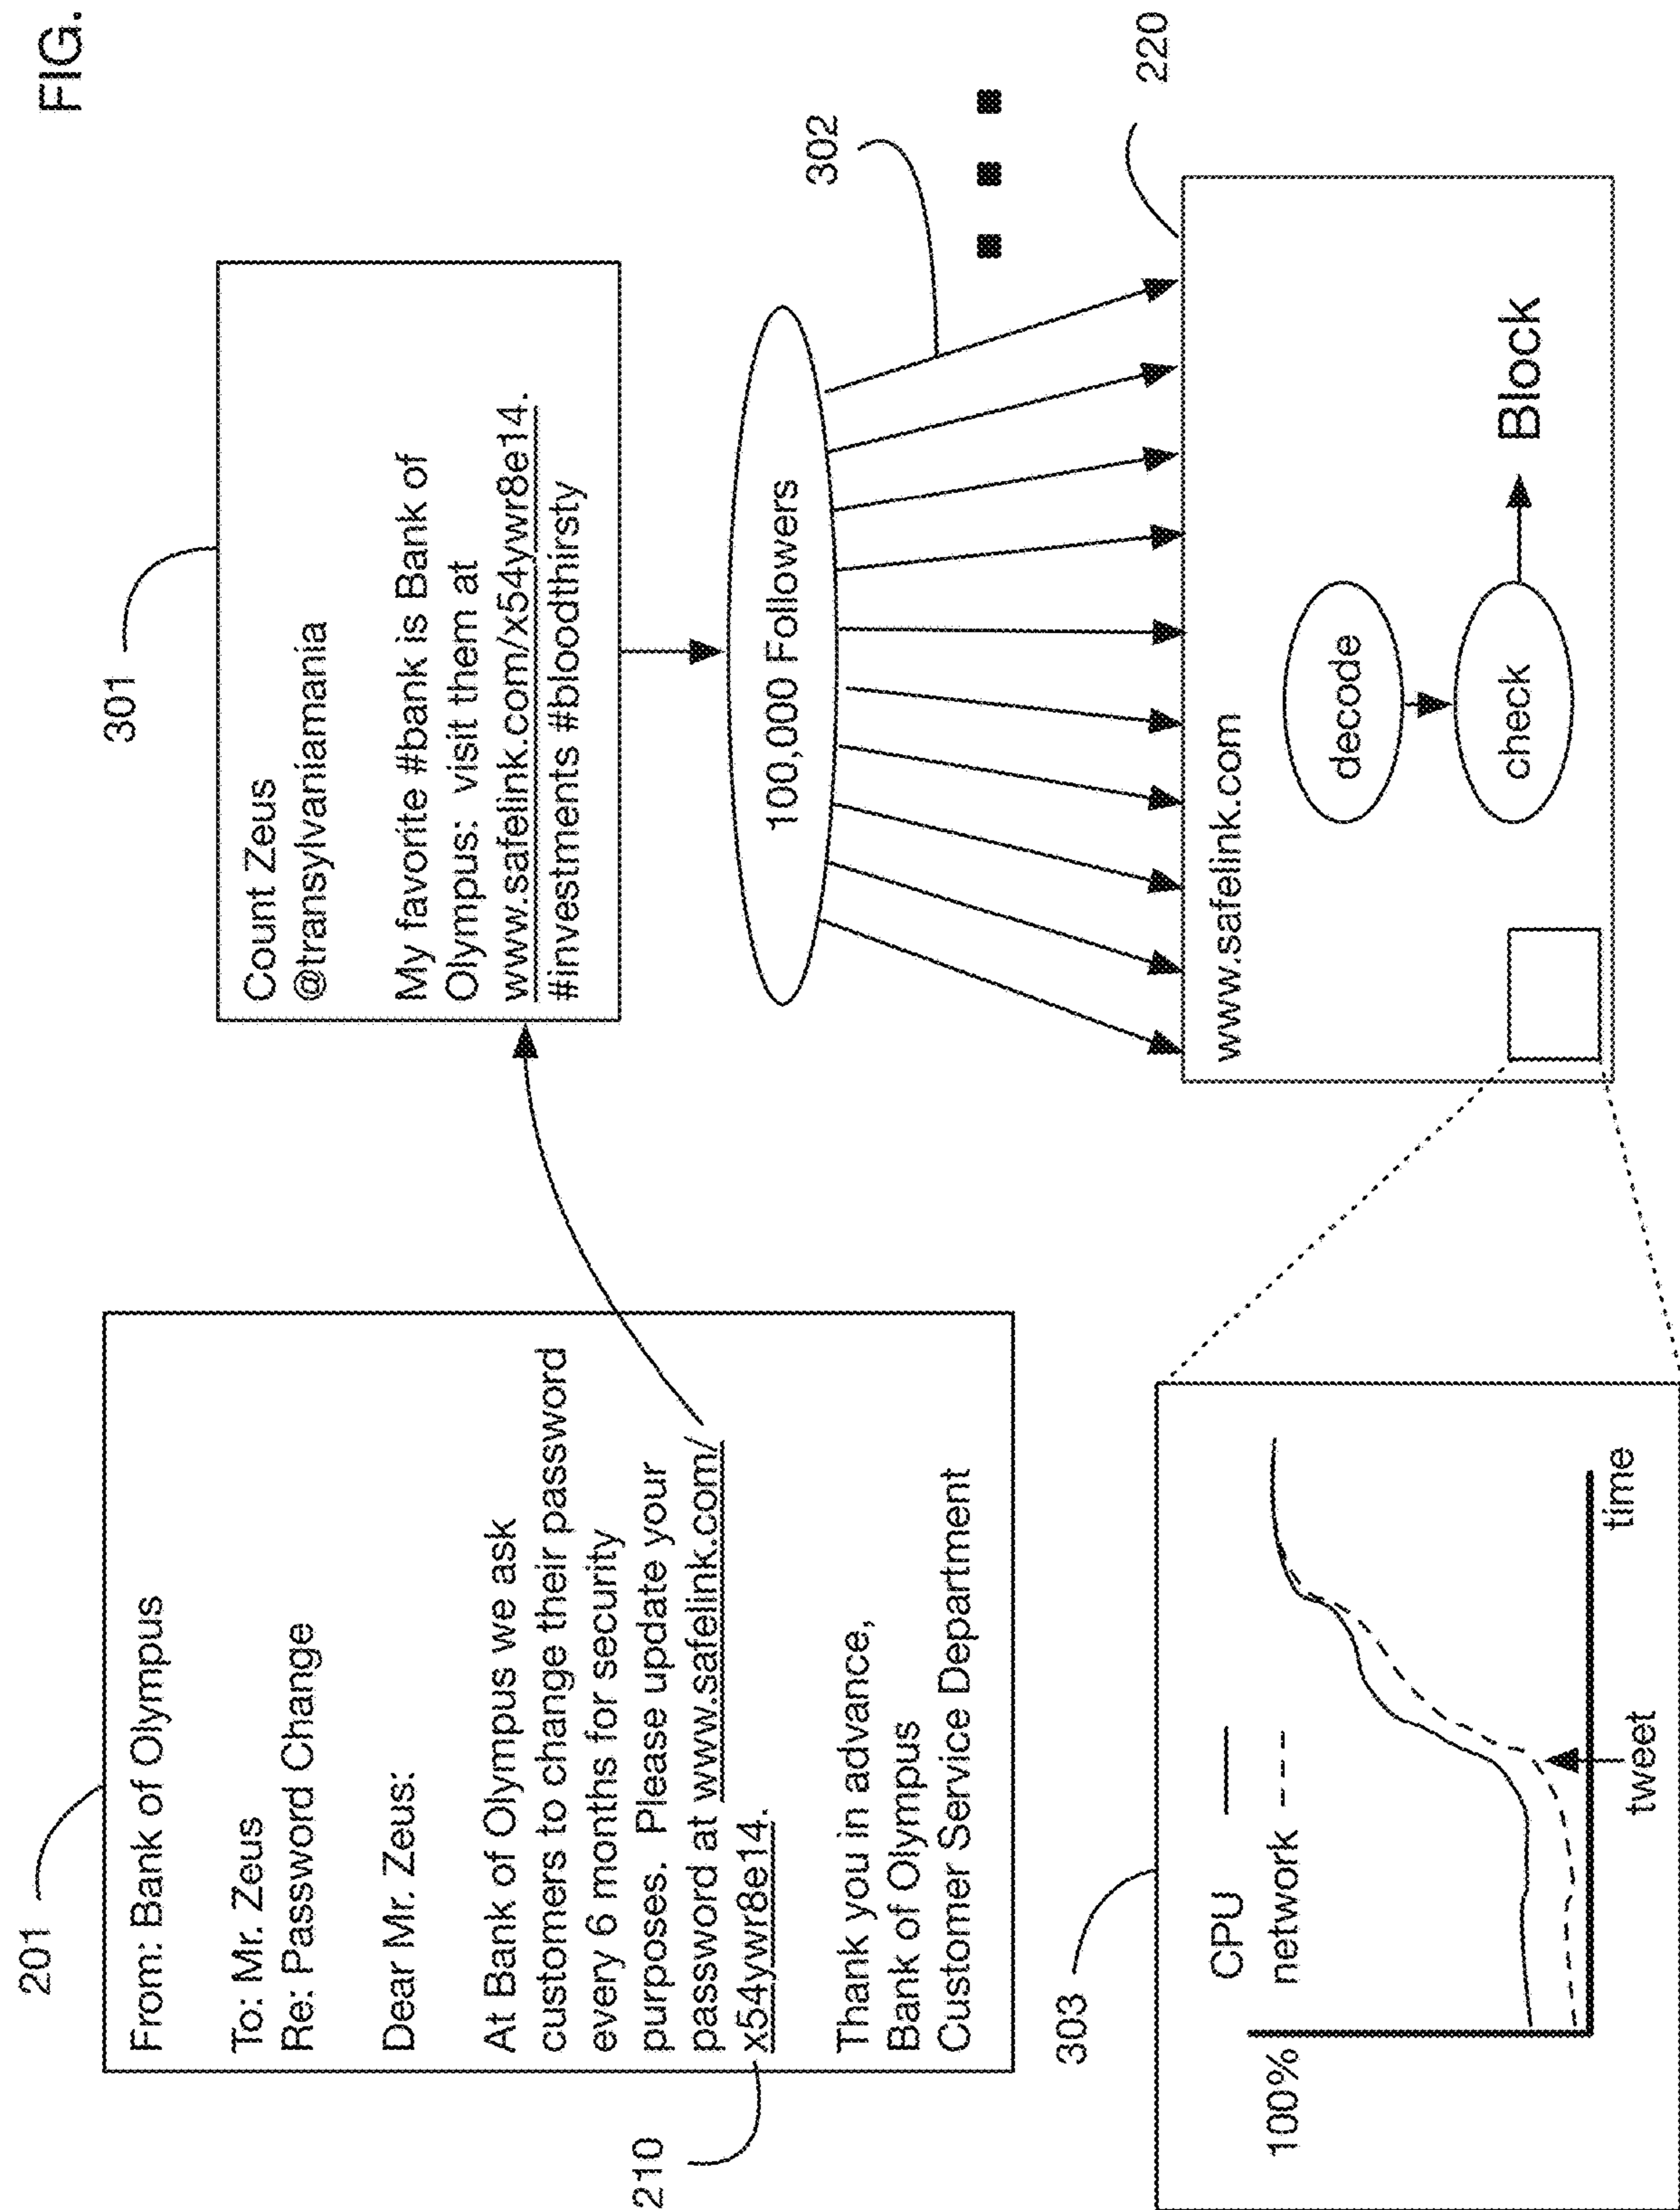 FIG.
201
From: Bank of Olympus
To: Mr. Zeus
Re: Password Change
Dear Mr. Zeus:
At Bank of Olympus we ask
customers to change their password
every 6 months for security
purposes. Please update your
password at www.safelink.com/
x54ywr8e14.
Thank you in advance,
Bank of Olympus
Customer Service Department
210
301
Count Zeus
@transylvaniamania
My favorite #bank is Bank of
Olympus: visit them at
www.safelink.com/x54ywr8e14.
#investments #bloodthirsty
100,000 Followers
302
220
www.safelink.com
decode
check
Block
303
CPU
network
100%
tweet
time